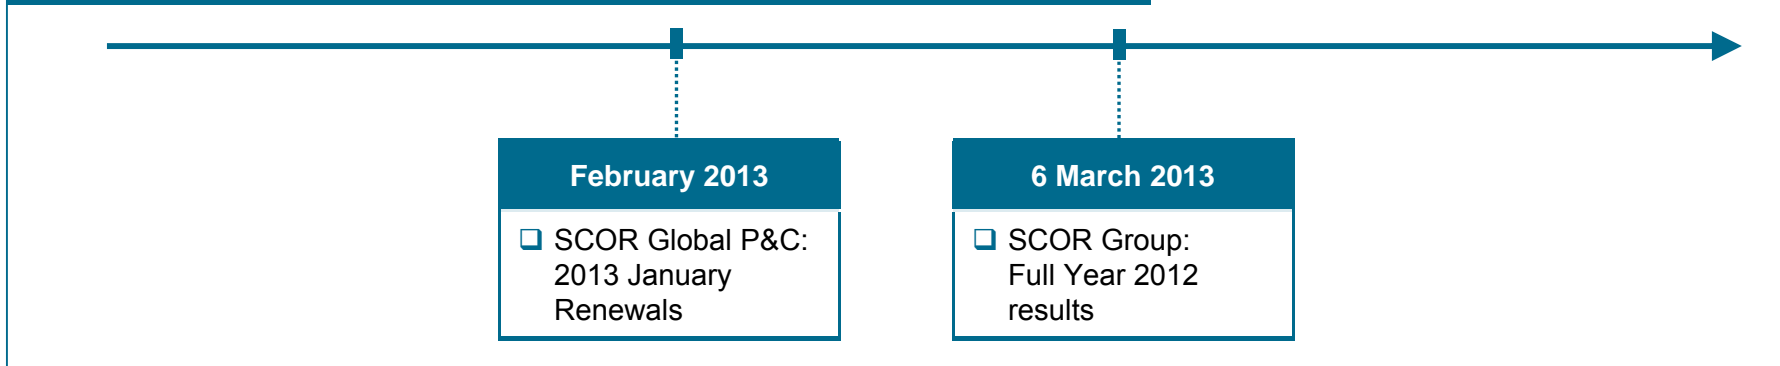 February 2013
❑ SCOR Global P&C:
2013 January
Renewals
6 March 2013
❑ SCOR Group:
Full Year 2012
results